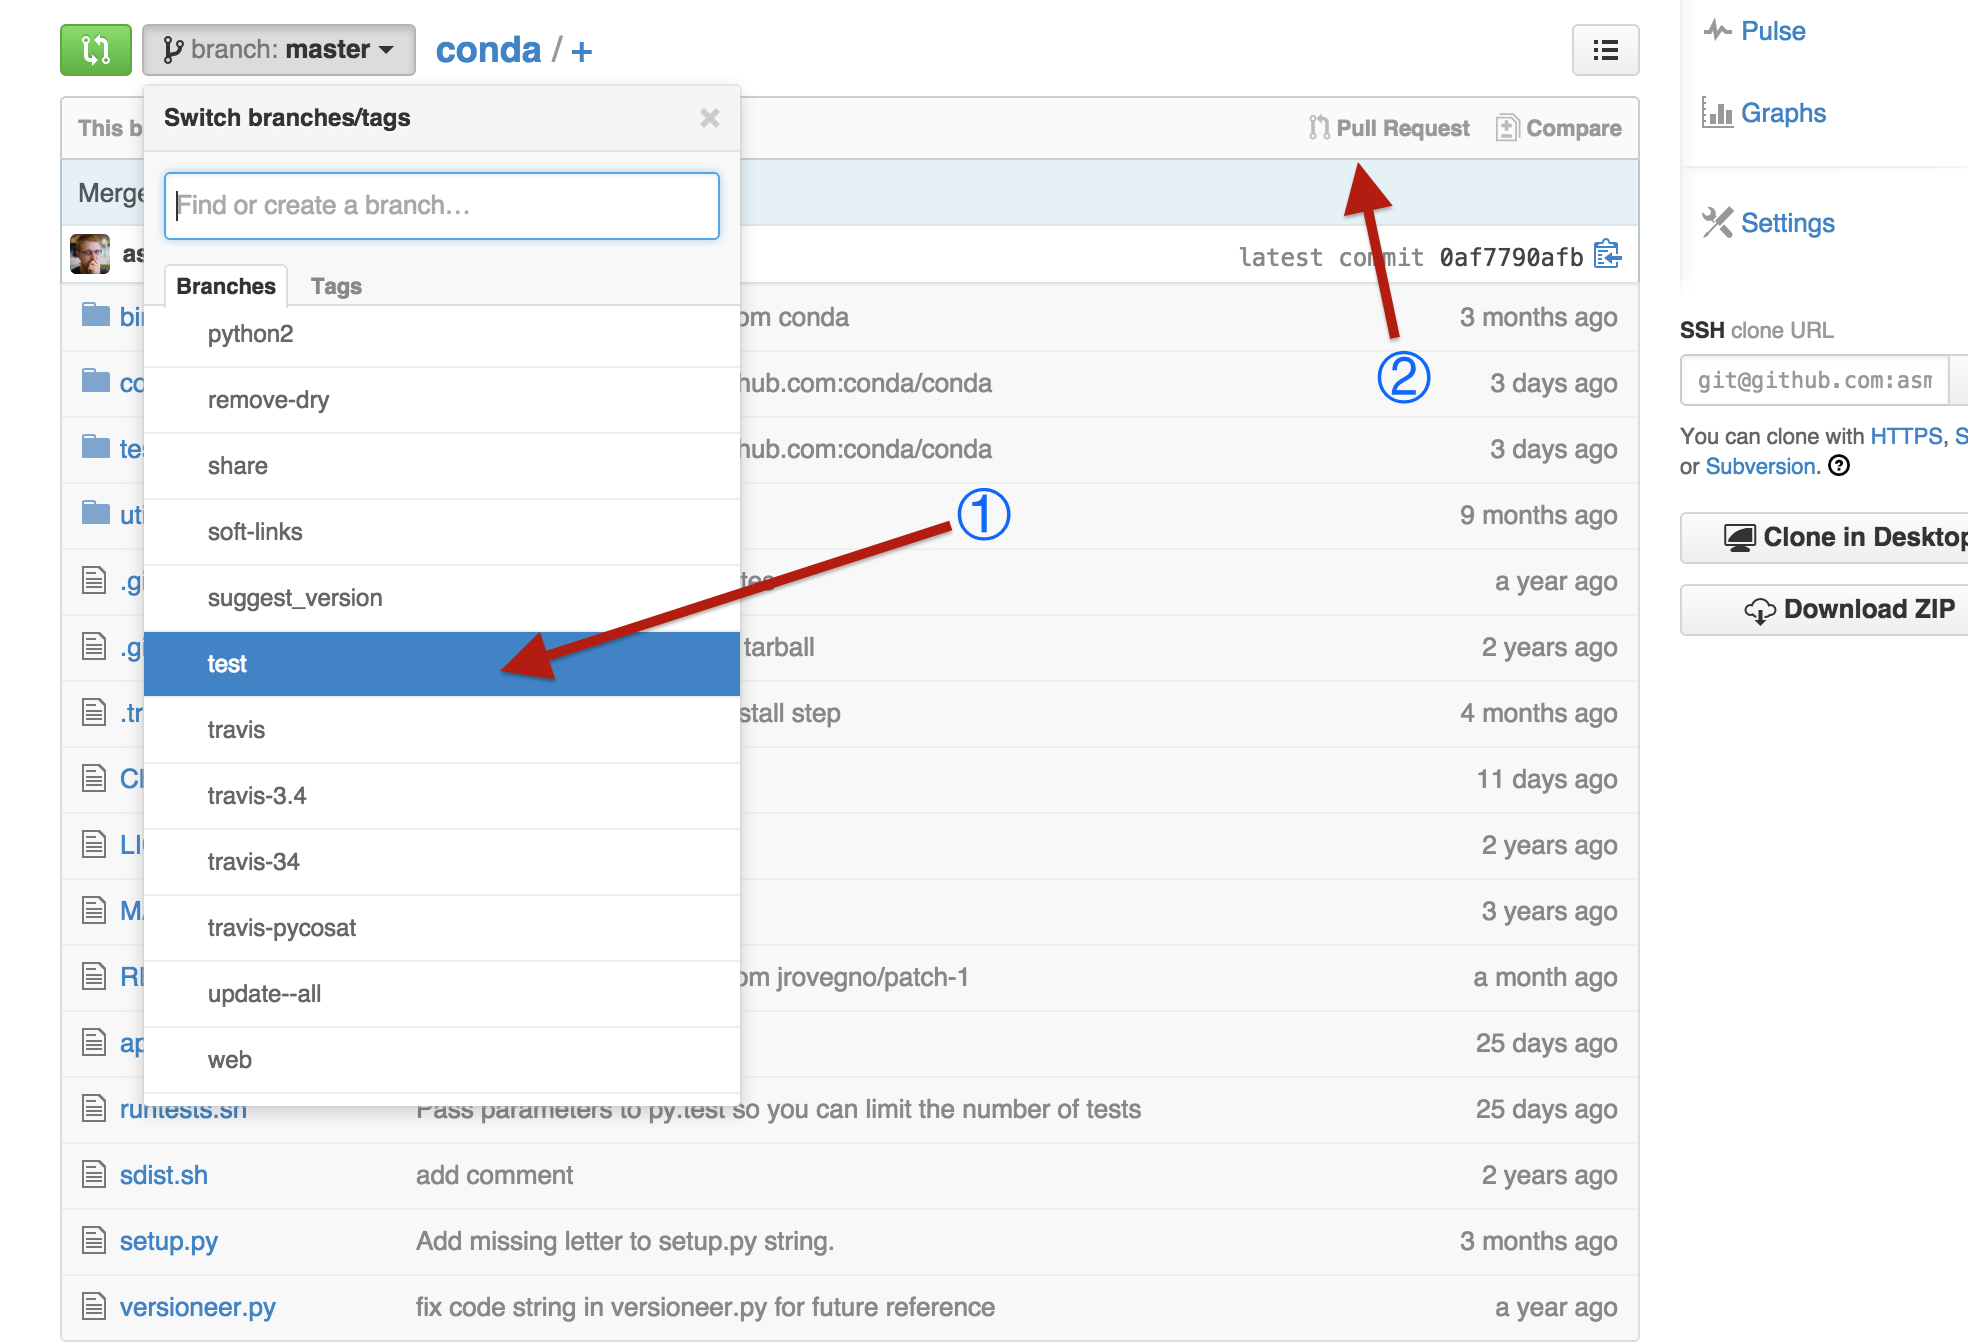 branch: master
conda / +
Switch branches/tags
This b
Pull Request
Compare
Find or create a branch…
Merge
as
latest commit 0af7790afb
Branches
Tags
python2
remove-dry
share
soft-links
suggest_version
test
travis
travis-3.4
travis-34
travis-pycosat
update--all
web
bi
om conda
3 months ago
co
hub.com:conda/conda
3 days ago
te
hub.com:conda/conda
3 days ago
uti
9 months ago
.gi
a year ago
.gi
tarball
2 years ago
.tr
stall step
4 months ago
11 days ago
LI
2 years ago
M
3 years ago
om jrovegno/patch-1
a month ago
ap
25 days ago
runtests.sh
Pass parameters to py.test so you can limit the number of tests
25 days ago
sdist.sh
add comment
2 years ago
setup.py
Add missing letter to setup.py string.
3 months ago
versioneer.py
fix code string in versioneer.py for future reference
a year ago
①
②
Pulse
Graphs
Settings
SSH clone URL
git@github.com:asm
You can clone with HTTPS, S
or Subversion.
Clone in Desktop
Download ZIP